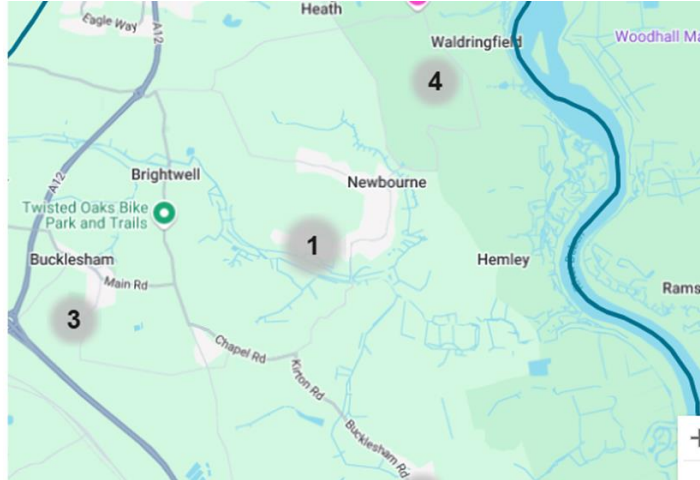 Heath
Eagle Way
A12
Waldringfield
Woodhall Ma
4
Brightwell
Newbourne
A12
Twisted Oaks Bike
Park and Trails
1
Bucklesham
Hemley
Main Rd
Rams
3
Chapel Rd
Kirton Rd
Bucklesham Rd
+